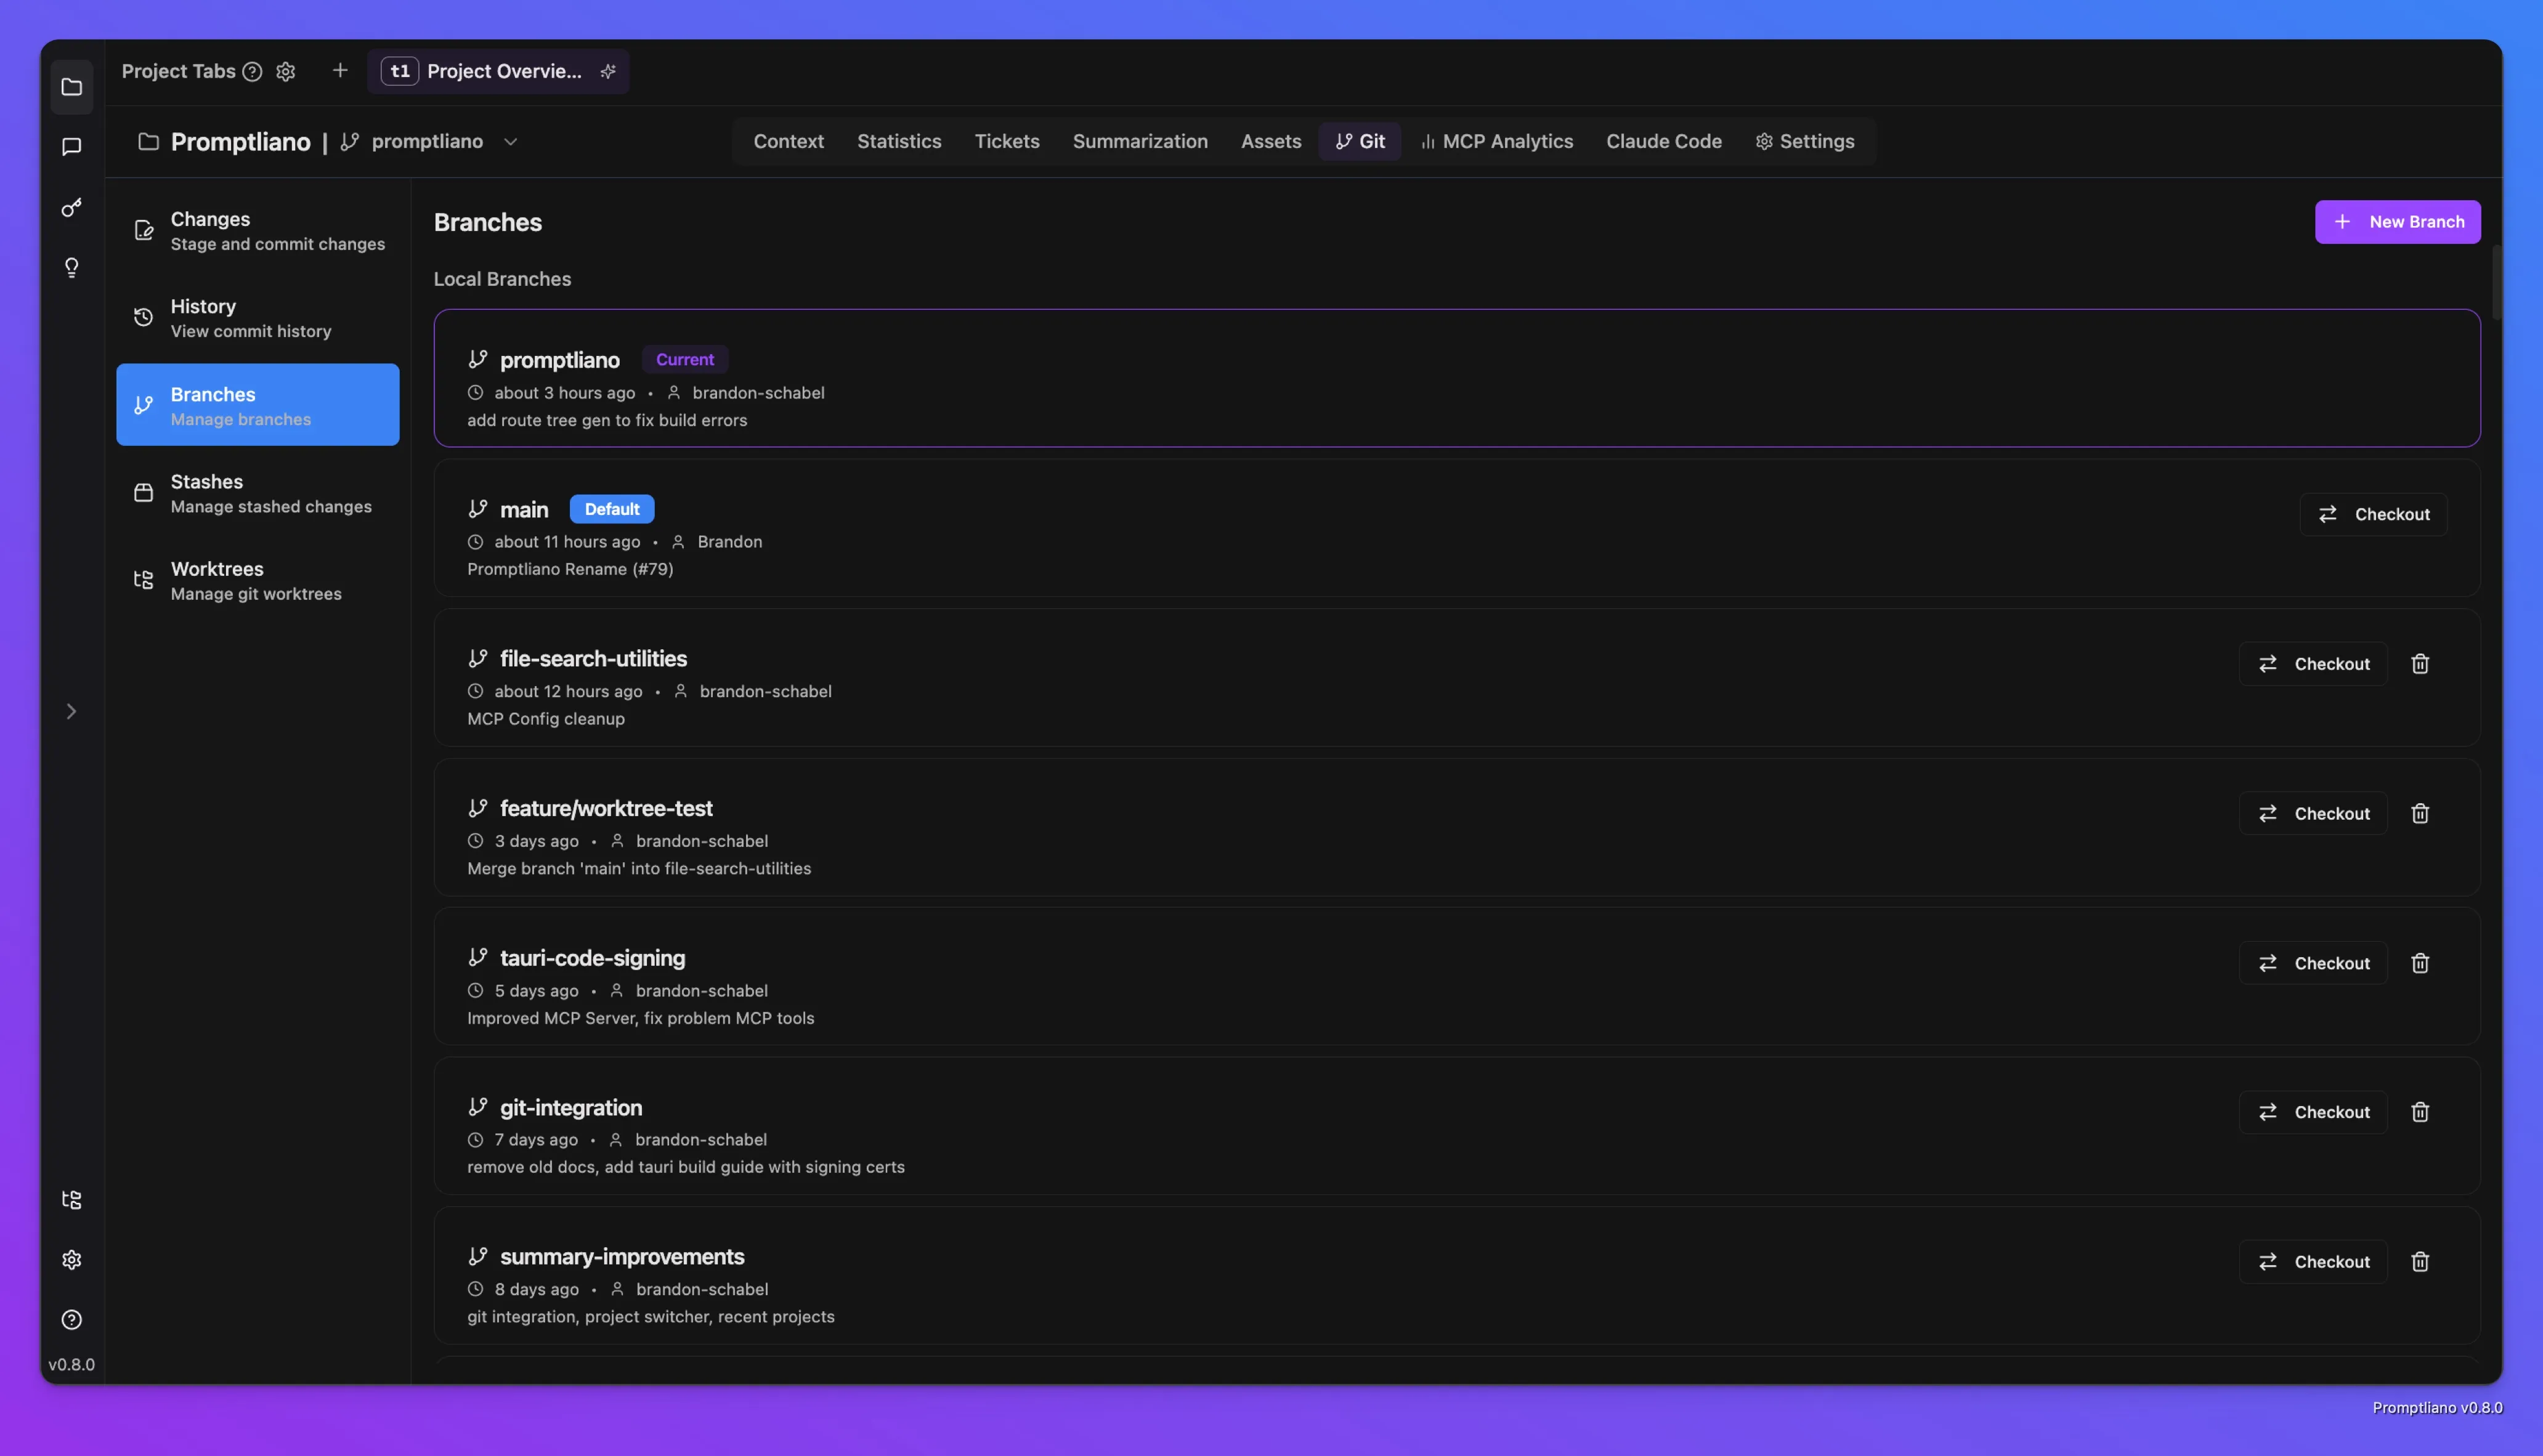 Project Tabs
t1 Project Overvie...
Promptliano | promptliano
Context Statistics Tickets Summarization Assets Git MCP Analytics Claude Code Settings
Changes
Stage and commit changes
History
View commit history
Branches
Manage branches
Stashes
Manage stashed changes
Worktrees
Manage git worktrees
v0.8.0
Branches
New Branch
Local Branches
promptliano Current
about 3 hours ago • brandon-schabel
add route tree gen to fix build errors
main Default
about 11 hours ago • Brandon
Promptliano Rename (#79)
Checkout
file-search-utilities
about 12 hours ago • brandon-schabel
MCP Config cleanup
Checkout
feature/worktree-test
3 days ago • brandon-schabel
Merge branch 'main' into file-search-utilities
Checkout
tauri-code-signing
5 days ago • brandon-schabel
Improved MCP Server, fix problem MCP tools
Checkout
git-integration
7 days ago • brandon-schabel
remove old docs, add tauri build guide with signing certs
Checkout
summary-improvements
8 days ago • brandon-schabel
git integration, project switcher, recent projects
Checkout
Promptliano v0.8.0